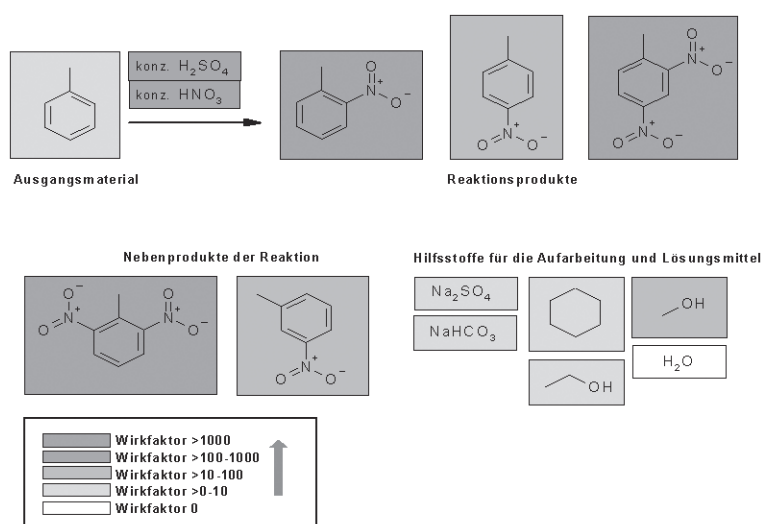 konz. H₂SO₄
konz. HNO₃
N⁺
O
O⁻
N⁺
O
O⁻
N⁺
O
O⁻
N⁺
O
O⁻
Ausgangsmaterial
Reaktionsprodukte
Nebenprodukte der Reaktion
Hilfsstoffe für die Aufarbeitung und Lösungsmittel
O⁻
N⁺
O
O
N⁺
O⁻
N⁺
O
O⁻
Na₂SO₄
NaHCO₃
OH
OH
H₂O
Wirkfaktor >1000
Wirkfaktor >100-1000
Wirkfaktor >10-100
Wirkfaktor >0-10
Wirkfaktor 0